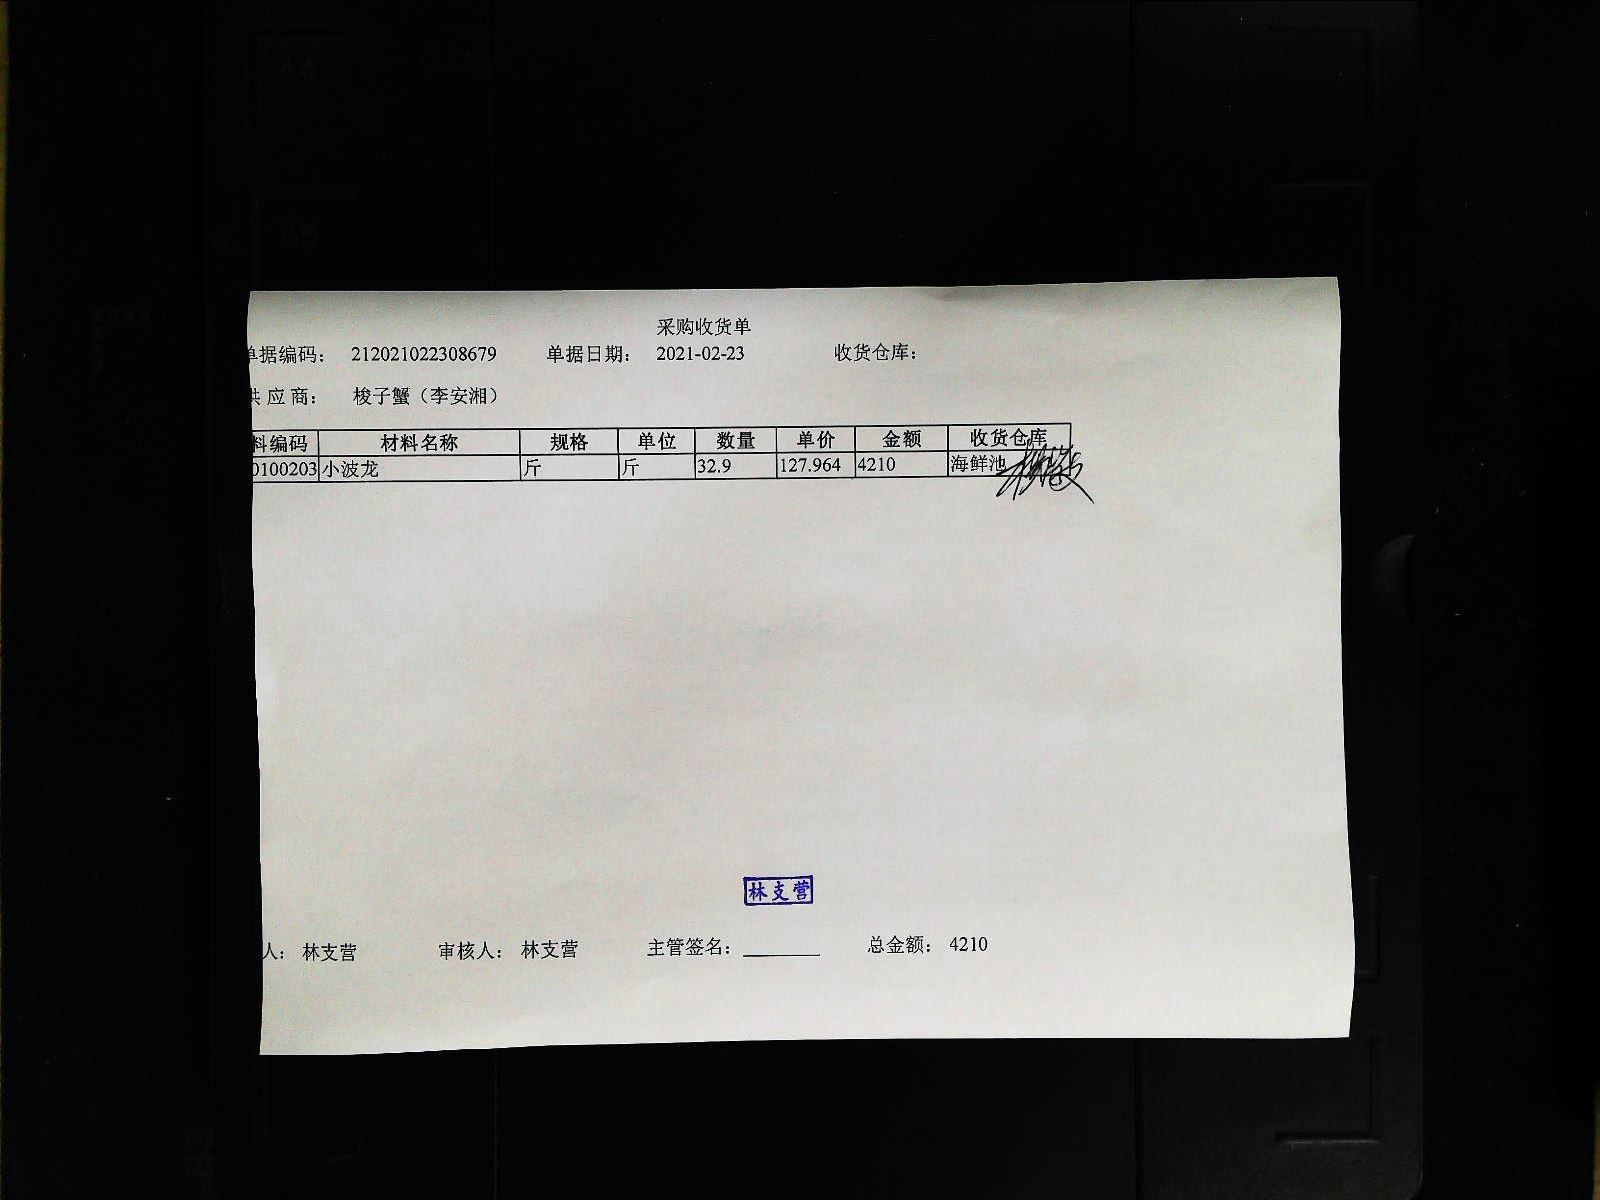 采购收货单
单据编码： 212021022308679 单据日期： 2021-02-23 收货仓库：
供 应 商： 梭子蟹（李安湘）
料编码 材料名称 规格 单位 数量 单价 金额 收货仓库
0100203 小波龙 斤 斤 32.9 127.964 4210 海鲜池
林支营
人： 林支营 审核人： 林支营 主管签名： 总金额： 4210